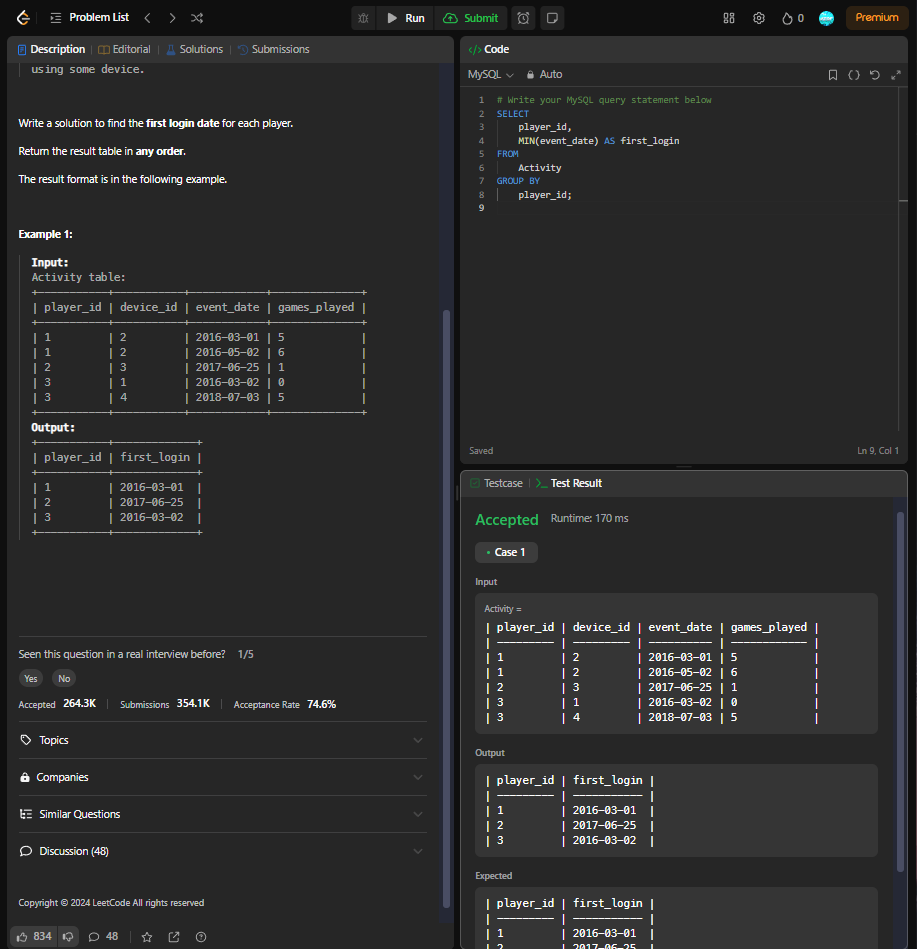 Problem List
Run
Submit
0
Premium
Description
Editorial
Solutions
Submissions
using some device.
Write a solution to find the first login date for each player.
Return the result table in any order.
The result format is in the following example.
Example 1:
Input:
Activity table:
+-----------+-----------+------------+--------------+
| player_id | device_id | event_date | games_played |
+-----------+-----------+------------+--------------+
| 1         | 2         | 2016-03-01 | 5            |
| 1         | 2         | 2016-05-02 | 6            |
| 2         | 3         | 2017-06-25 | 1            |
| 3         | 1         | 2016-03-02 | 0            |
| 3         | 4         | 2018-07-03 | 5            |
+-----------+-----------+------------+--------------+
Output:
+-----------+-------------+
| player_id | first_login |
+-----------+-------------+
| 1         | 2016-03-01  |
| 2         | 2017-06-25  |
| 3         | 2016-03-02  |
+-----------+-------------+
Seen this question in a real interview before? 1/5
Yes No
Accepted 264.3K Submissions 354.1K Acceptance Rate 74.6%
Topics
Companies
Similar Questions
Discussion (48)
Copyright © 2024 LeetCode All rights reserved
834 48
Code
MySQL Auto
1 # Write your MySQL query statement below
2 SELECT
3     player_id,
4     MIN(event_date) AS first_login
5 FROM
6     Activity
7 GROUP BY
8     player_id;
9
Saved Ln 9, Col 1
Testcase Test Result
Accepted Runtime: 170 ms
• Case 1
Input
Activity =
| player_id | device_id | event_date | games_played |
| --------- | --------- | ---------- | ------------ |
| 1         | 2         | 2016-03-01 | 5            |
| 1         | 2         | 2016-05-02 | 6            |
| 2         | 3         | 2017-06-25 | 1            |
| 3         | 1         | 2016-03-02 | 0            |
| 3         | 4         | 2018-07-03 | 5            |
Output
| player_id | first_login |
| --------- | ----------- |
| 1         | 2016-03-01  |
| 2         | 2017-06-25  |
| 3         | 2016-03-02  |
Expected
| player_id | first_login |
| --------- | ----------- |
| 1         | 2016-03-01  |
| 2         | 2017-06-25  |